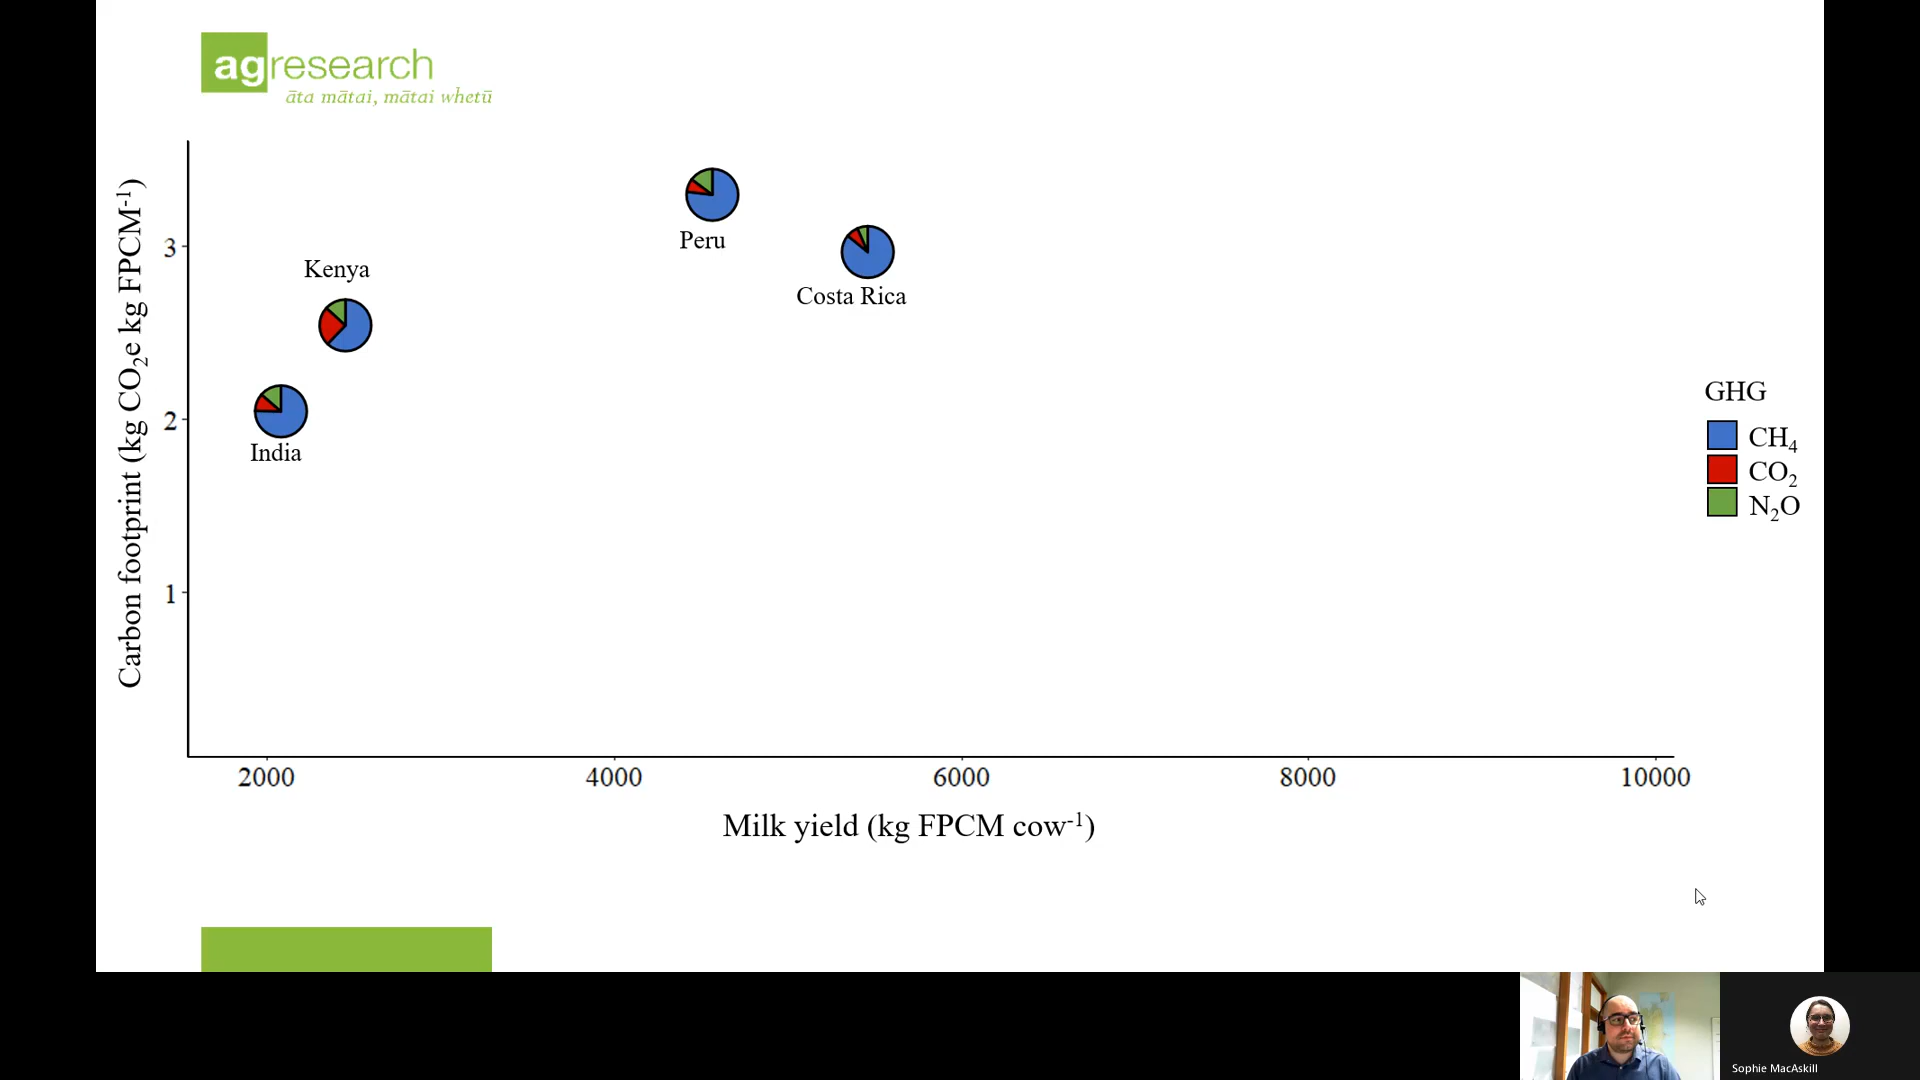 agresearch
āta mātai, mātai whetū
Carbon footprint (kg CO₂e kg FPCM⁻¹)
3
2
1
Kenya
India
Peru
Costa Rica
GHG
CH₄
CO₂
N₂O
2000 4000 6000 8000 10000
Milk yield (kg FPCM cow⁻¹)
Sophie MacAskill